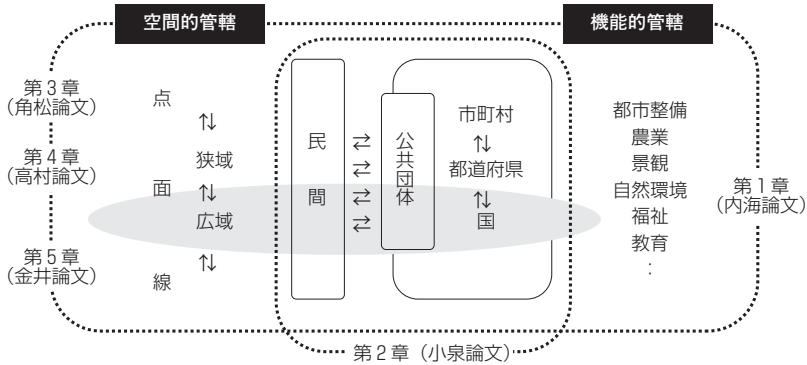 空間的管轄
機能的管轄
第3章
（角松論文）
第4章
（高村論文）
第5章
（金井論文）
点
⇅
狭域
面
⇅
広域
⇅
線
民間
⇄
⇄
⇄
⇄
公共団体
市町村
⇅
都道府県
⇅
国
都市整備
農業
景観
自然環境
福祉
教育
：
第1章
（内海論文）
第2章（小泉論文）